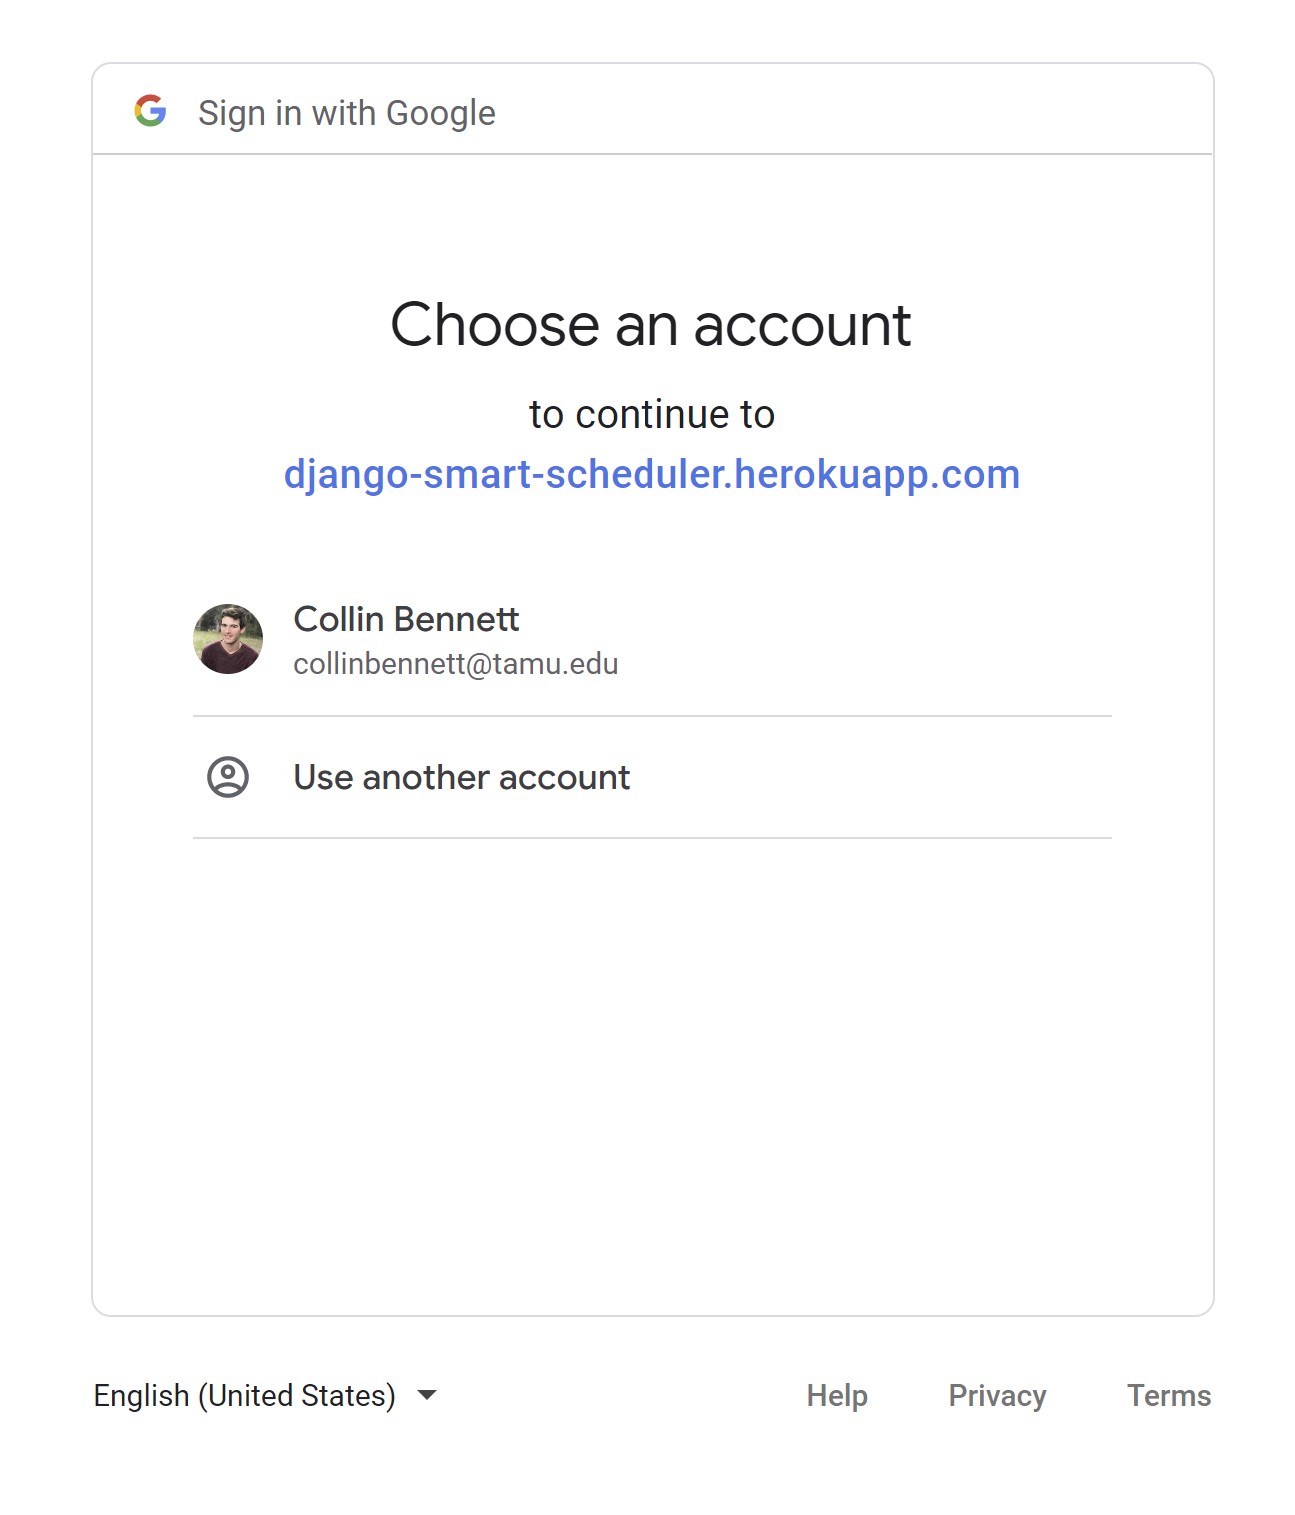 Sign in with Google
Choose an account
to continue to
django-smart-scheduler.herokuapp.com
Collin Bennett
collinbennett@tamu.edu
Use another account
English (United States)
Help Privacy Terms